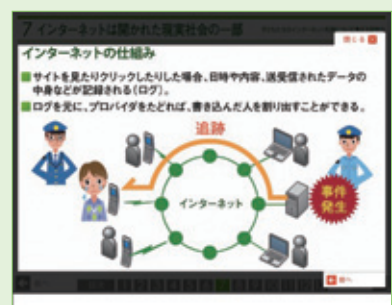 7 インターネットは開かれた現実社会の一部
閉じる
インターネットの仕組み
■サイトを見たりクリックしたりした場合、日時や内容、送受信されたデータの
中身などが記録される(ログ)。
■ログを元に、プロバイダをたどれば、書き込んだ人を割り出すことができる。
追跡
インターネット
事件
発生